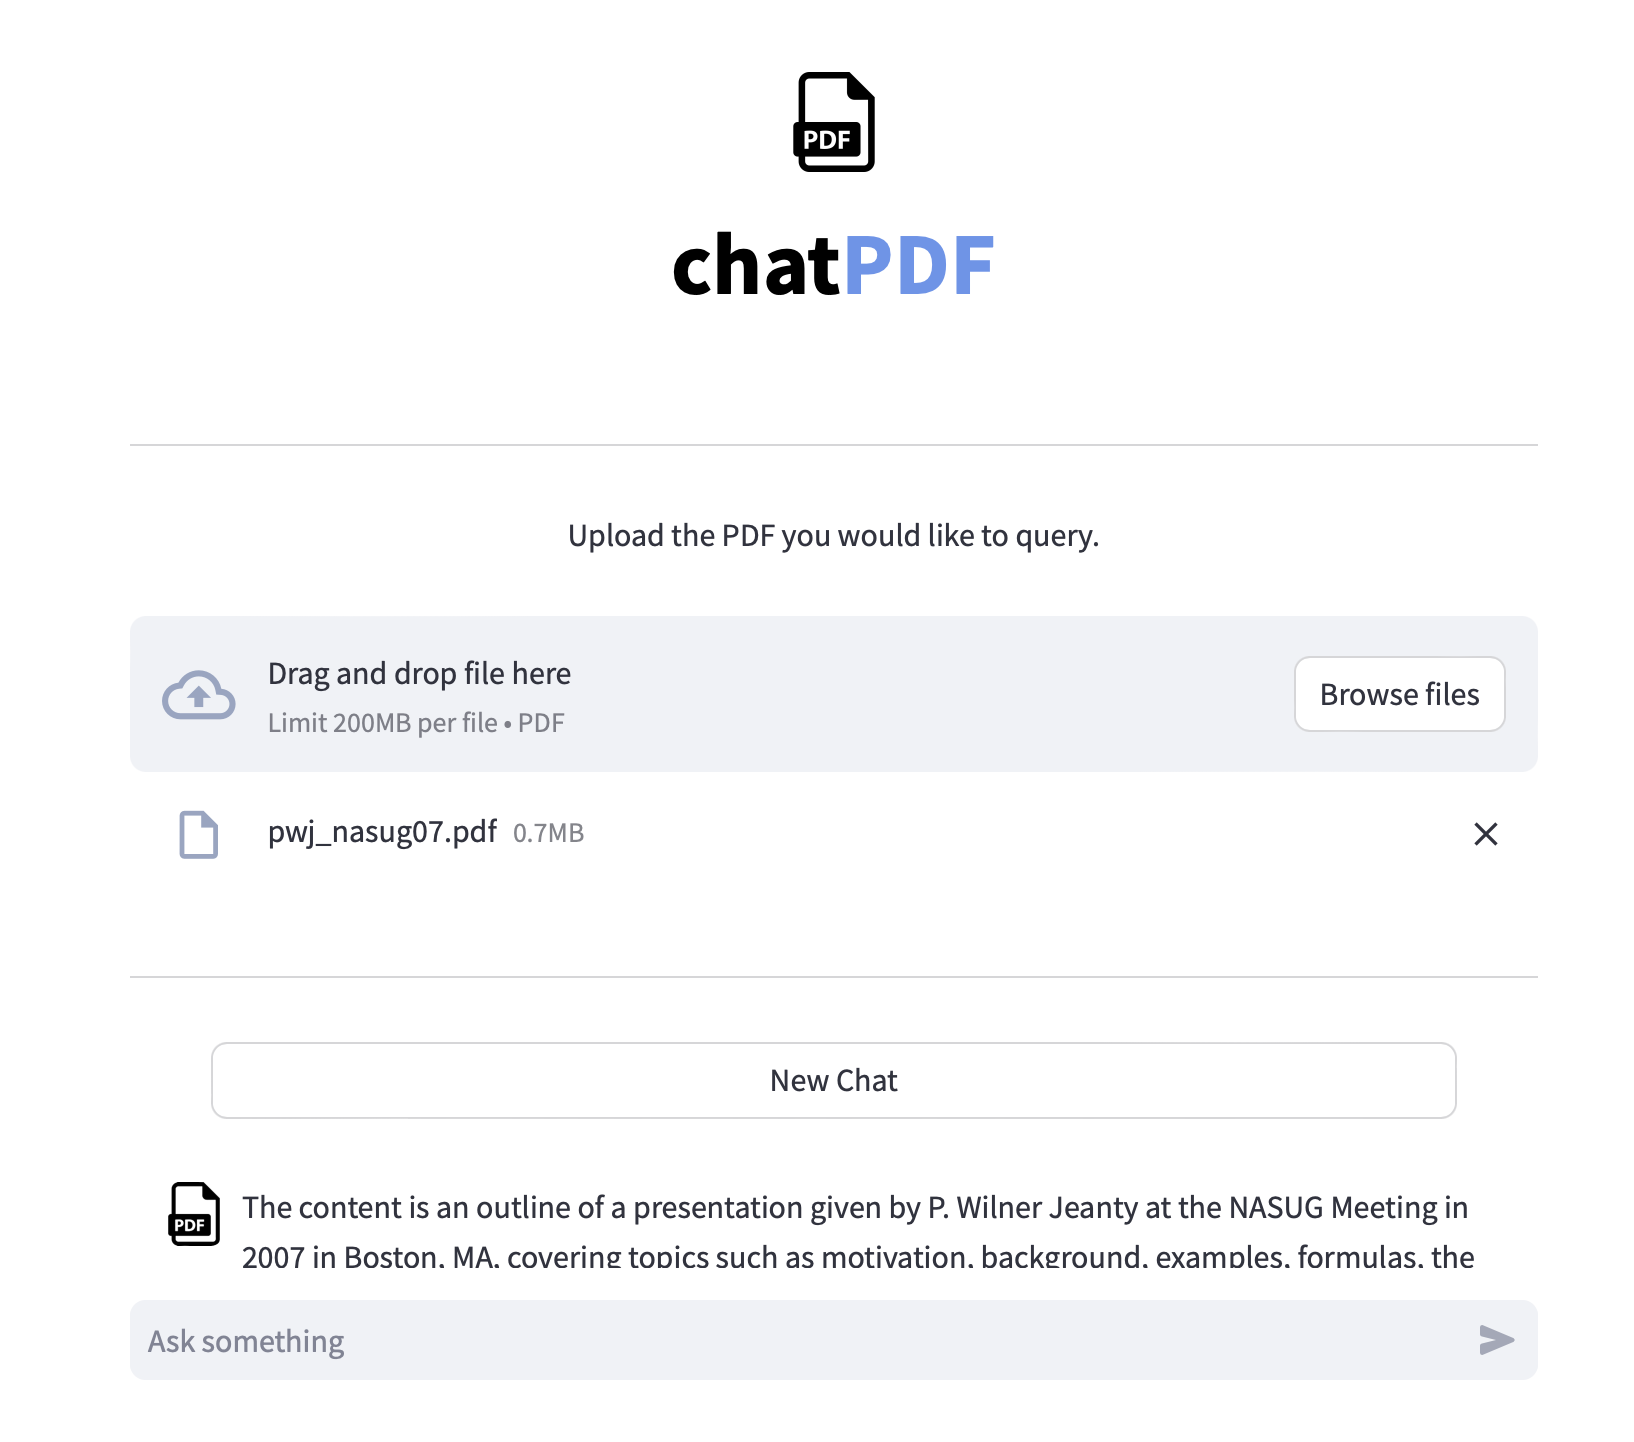 PDF
chatPDF
Upload the PDF you would like to query.
Drag and drop file here
Limit 200MB per file • PDF
Browse files
pwj_nasug07.pdf 0.7MB
New Chat
PDF
The content is an outline of a presentation given by P. Wilner Jeanty at the NASUG Meeting in
2007 in Boston, MA, covering topics such as motivation, background, examples, formulas, the
Ask something